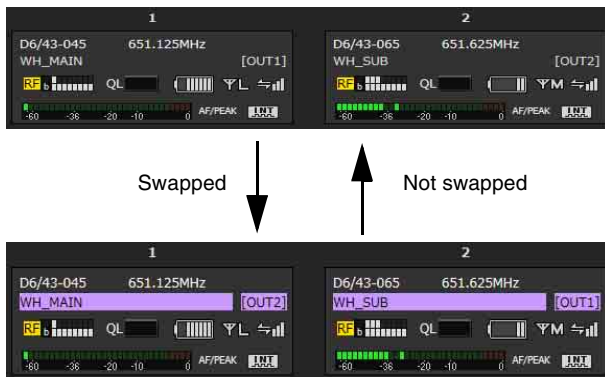 1
2
D6/43-045 651.125MHz
WH_MAIN [OUT1]
RF b QL L
-60 -36 -20 -10 0 AF/PEAK INT
D6/43-065 651.625MHz
WH_SUB [OUT2]
RF b QL M
-60 -36 -20 -10 0 AF/PEAK INT
Swapped
Not swapped
1
2
D6/43-045 651.125MHz
WH_MAIN [OUT2]
RF b QL L
-60 -36 -20 -10 0 AF/PEAK INT
D6/43-065 651.625MHz
WH_SUB [OUT1]
RF b QL M
-60 -36 -20 -10 0 AF/PEAK INT